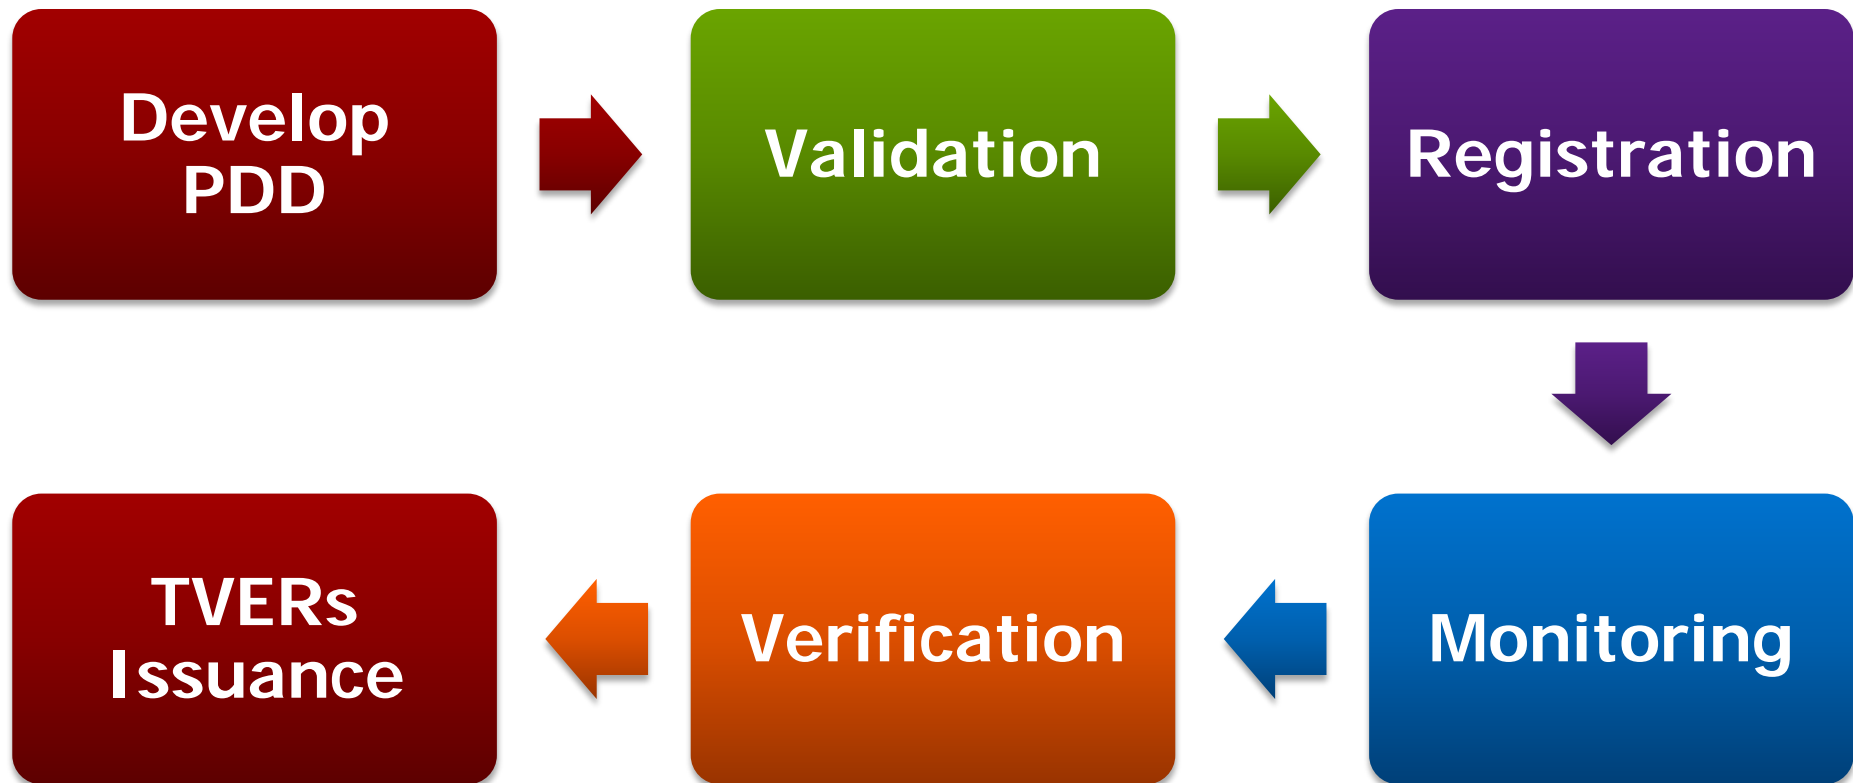 Develop
PDD
Validation
Registration
Monitoring
Verification
TVERs
Issuance